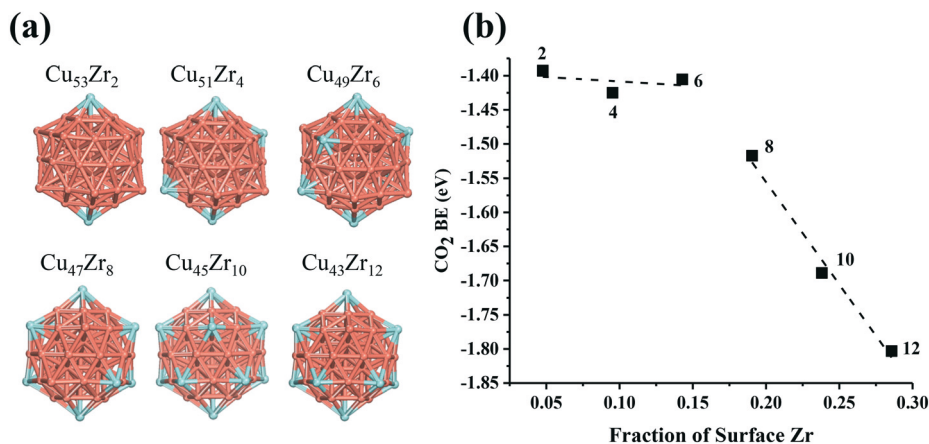 (a)
Cu₅₃Zr₂ Cu₅₁Zr₄ Cu₄₉Zr₆
Cu₄₇Zr₈ Cu₄₅Zr₁₀ Cu₄₃Zr₁₂
(b)
CO₂ BE (eV)
-1.40
-1.45
-1.50
-1.55
-1.60
-1.65
-1.70
-1.75
-1.80
-1.85
2
4
6
8
10
12
0.05 0.10 0.15 0.20 0.25 0.30
Fraction of Surface Zr